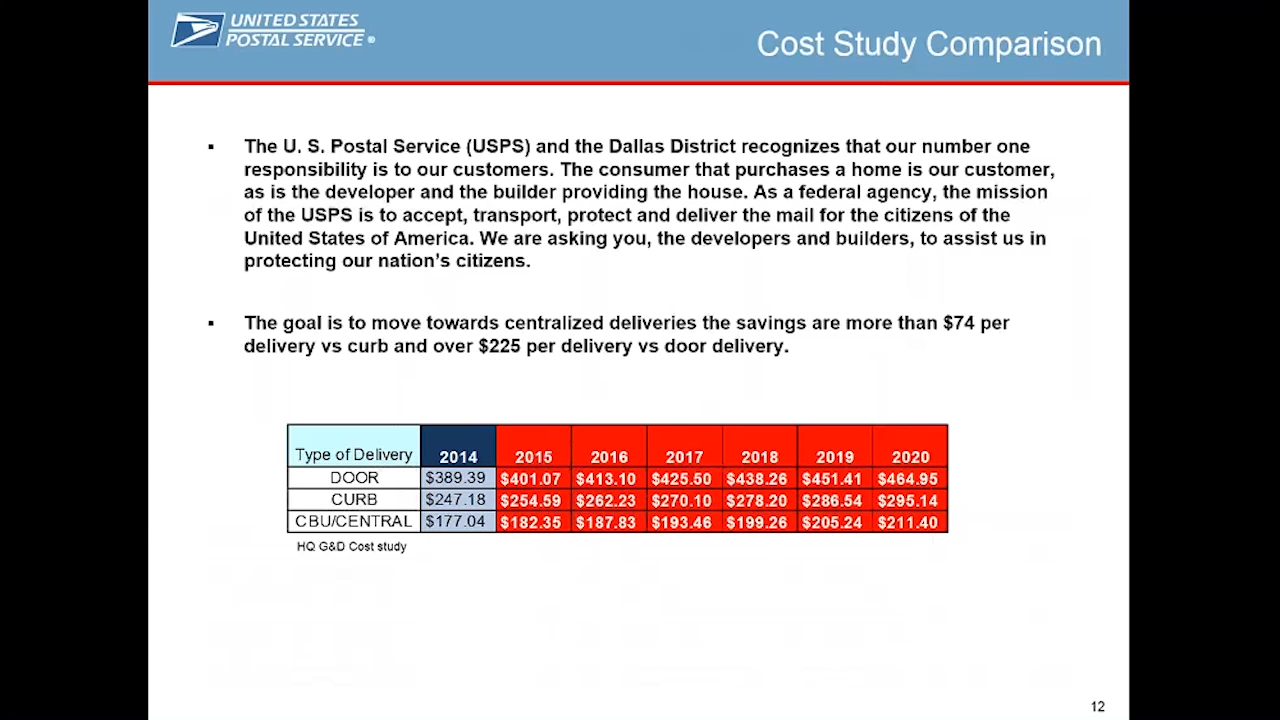 UNITED STATES
POSTAL SERVICE ®
Cost Study Comparison
▪ The U. S. Postal Service (USPS) and the Dallas District recognizes that our number one
responsibility is to our customers. The consumer that purchases a home is our customer,
as is the developer and the builder providing the house. As a federal agency, the mission
of the USPS is to accept, transport, protect and deliver the mail for the citizens of the
United States of America. We are asking you, the developers and builders, to assist us in
protecting our nation’s citizens.
▪ The goal is to move towards centralized deliveries the savings are more than $74 per
delivery vs curb and over $225 per delivery vs door delivery.
Type of Delivery 2014 2015 2016 2017 2018 2019 2020
DOOR $389.39 $401.07 $413.10 $425.50 $438.26 $451.41 $464.95
CURB $247.18 $254.59 $262.23 $270.10 $278.20 $286.54 $295.14
CBU/CENTRAL $177.04 $182.35 $187.83 $193.46 $199.26 $205.24 $211.40
HQ G&D Cost study
12